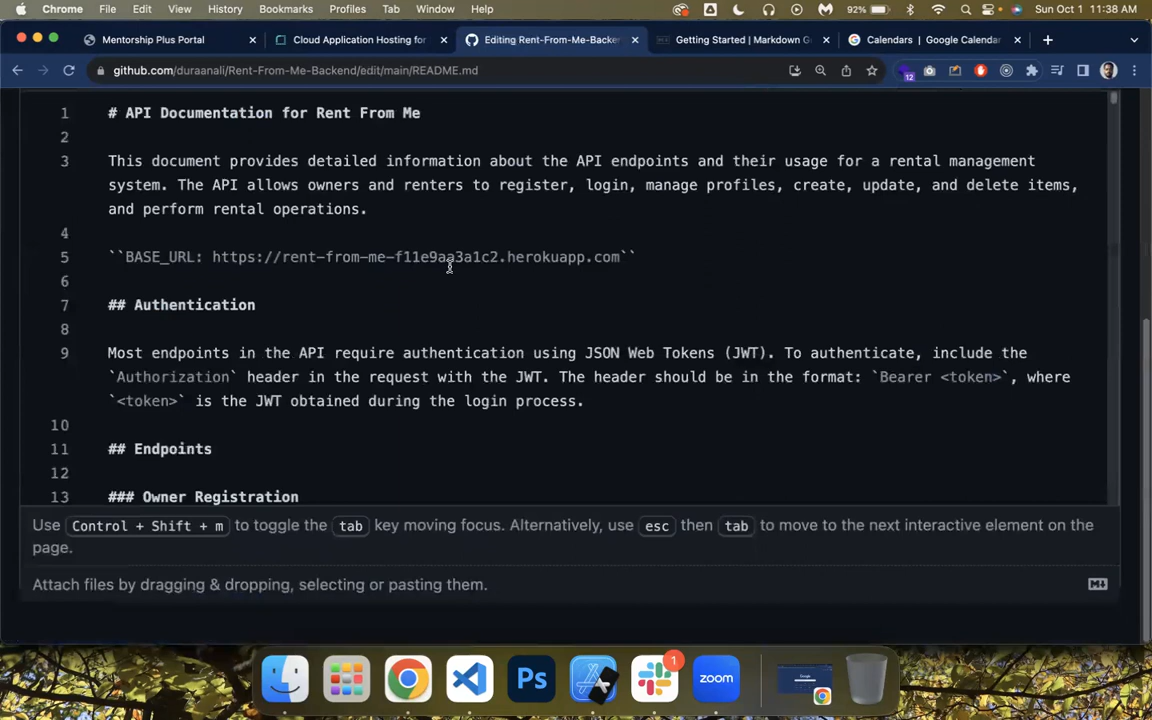 Chrome File Edit View History Bookmarks Profiles Tab Window Help 92% Sun Oct 1 11:38 AM
Mentorship Plus Portal Cloud Application Hosting for Editing Rent-From-Me-Backe Getting Started | Markdown G Calendars | Google Calendar
github.com/duraanali/Rent-From-Me-Backend/edit/main/README.md 12
1 # API Documentation for Rent From Me
2
3 This document provides detailed information about the API endpoints and their usage for a rental management
system. The API allows owners and renters to register, login, manage profiles, create, update, and delete items,
and perform rental operations.
4
5 ``BASE_URL: https://rent-from-me-f11e9aa3a1c2.herokuapp.com``
6
7 ## Authentication
8
9 Most endpoints in the API require authentication using JSON Web Tokens (JWT). To authenticate, include the
`Authorization` header in the request with the JWT. The header should be in the format: `Bearer <token>`, where
`<token>` is the JWT obtained during the login process.
10
11 ## Endpoints
12
13 ### Owner Registration
Use Control + Shift + m to toggle the tab key moving focus. Alternatively, use esc then tab to move to the next interactive element on the
page.
Attach files by dragging & dropping, selecting or pasting them.
Ps 1 zoom